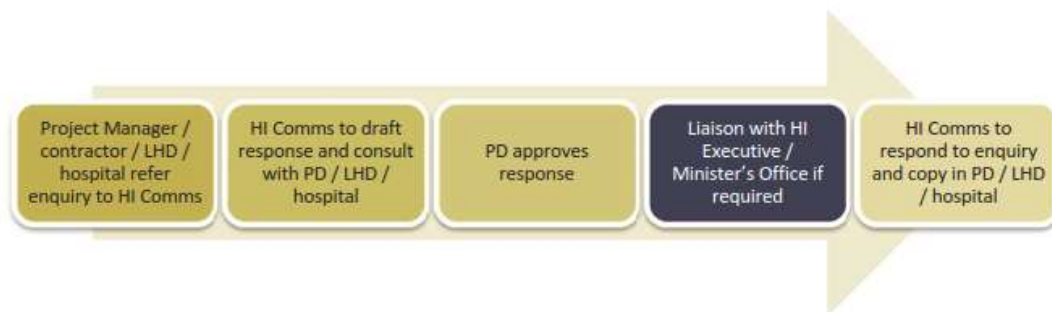 Project Manager /
contractor / LHD /
hospital refer
enquiry to HI Comms
HI Comms to draft
response and consult
with PD / LHD /
hospital
PD approves
response
Liaison with HI
Executive /
Minister's Office if
required
HI Comms to
respond to enquiry
and copy in PD / LHD
/ hospital